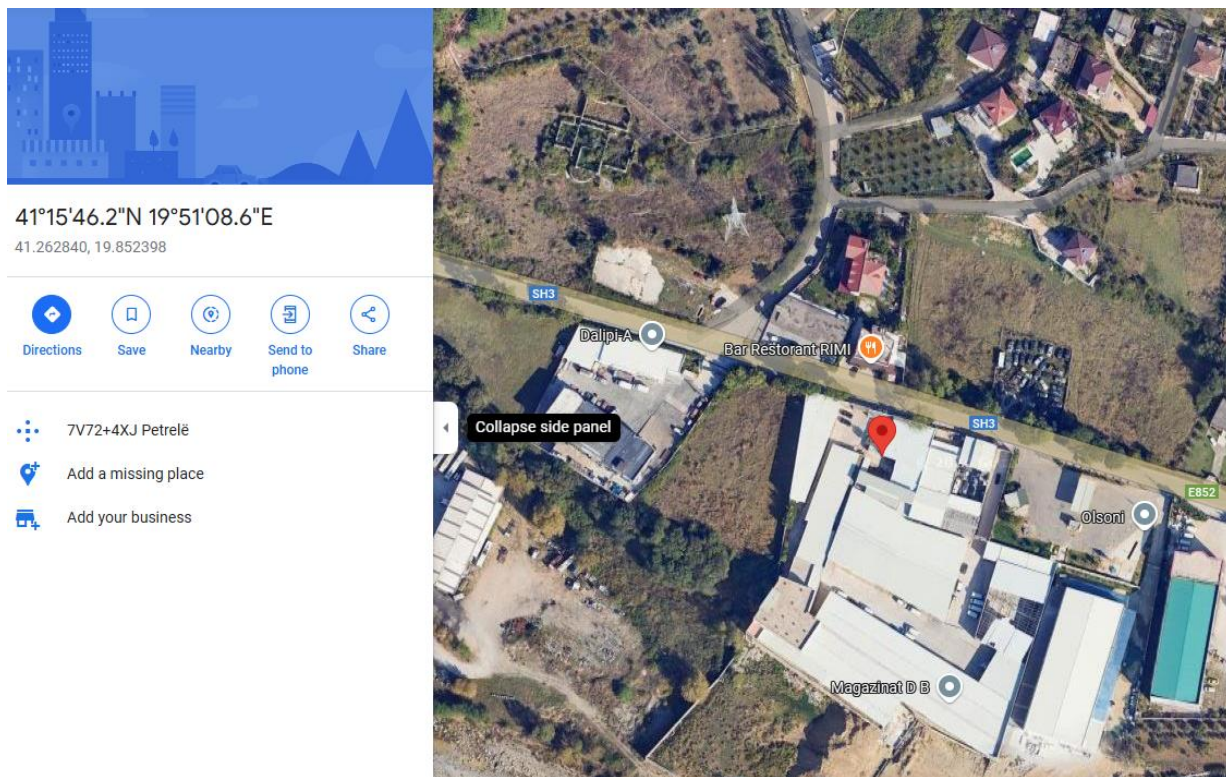 41°15'46.2"N 19°51'08.6"E
41.262840, 19.852398
Directions
Save
Nearby
Send to
phone
Share
7V72+4XJ Petrelë
Add a missing place
Add your business
Collapse side panel
SH3
Dalipi-A
Bar Restorant RIMI
SH3
E852
Olsoni
Magazinat D B